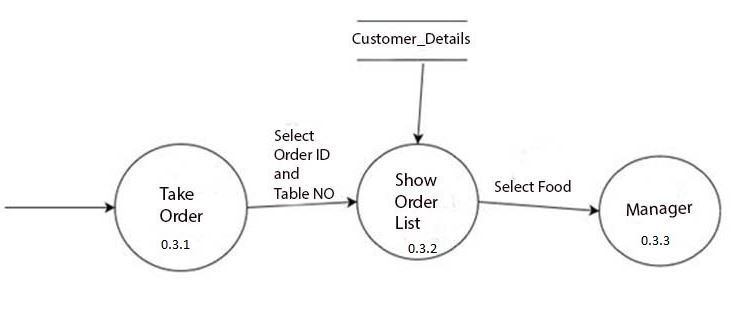 Customer_Details
Select
Order ID
and
Table NO
Take
Order
0.3.1
Show
Order
List
0.3.2
Select Food
Manager
0.3.3